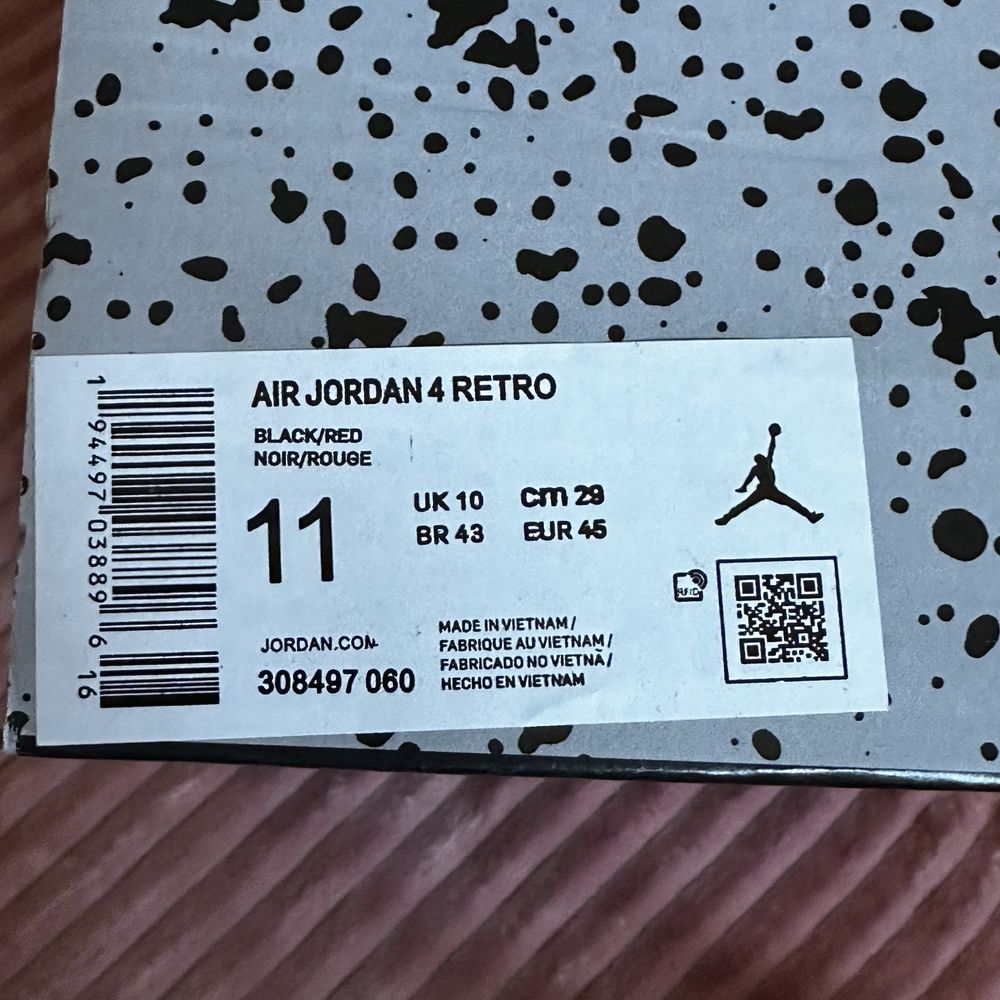 AIR JORDAN 4 RETRO
BLACK/RED
NOIR/ROUGE
11
UK 10 cm 29
BR 43 EUR 45
JORDAN.COM
308497 060
MADE IN VIETNAM /
FABRIQUE AU VIETNAM /
FABRICADO NO VIETNÃ /
HECHO EN VIETNAM
1 94497 03889 6 16